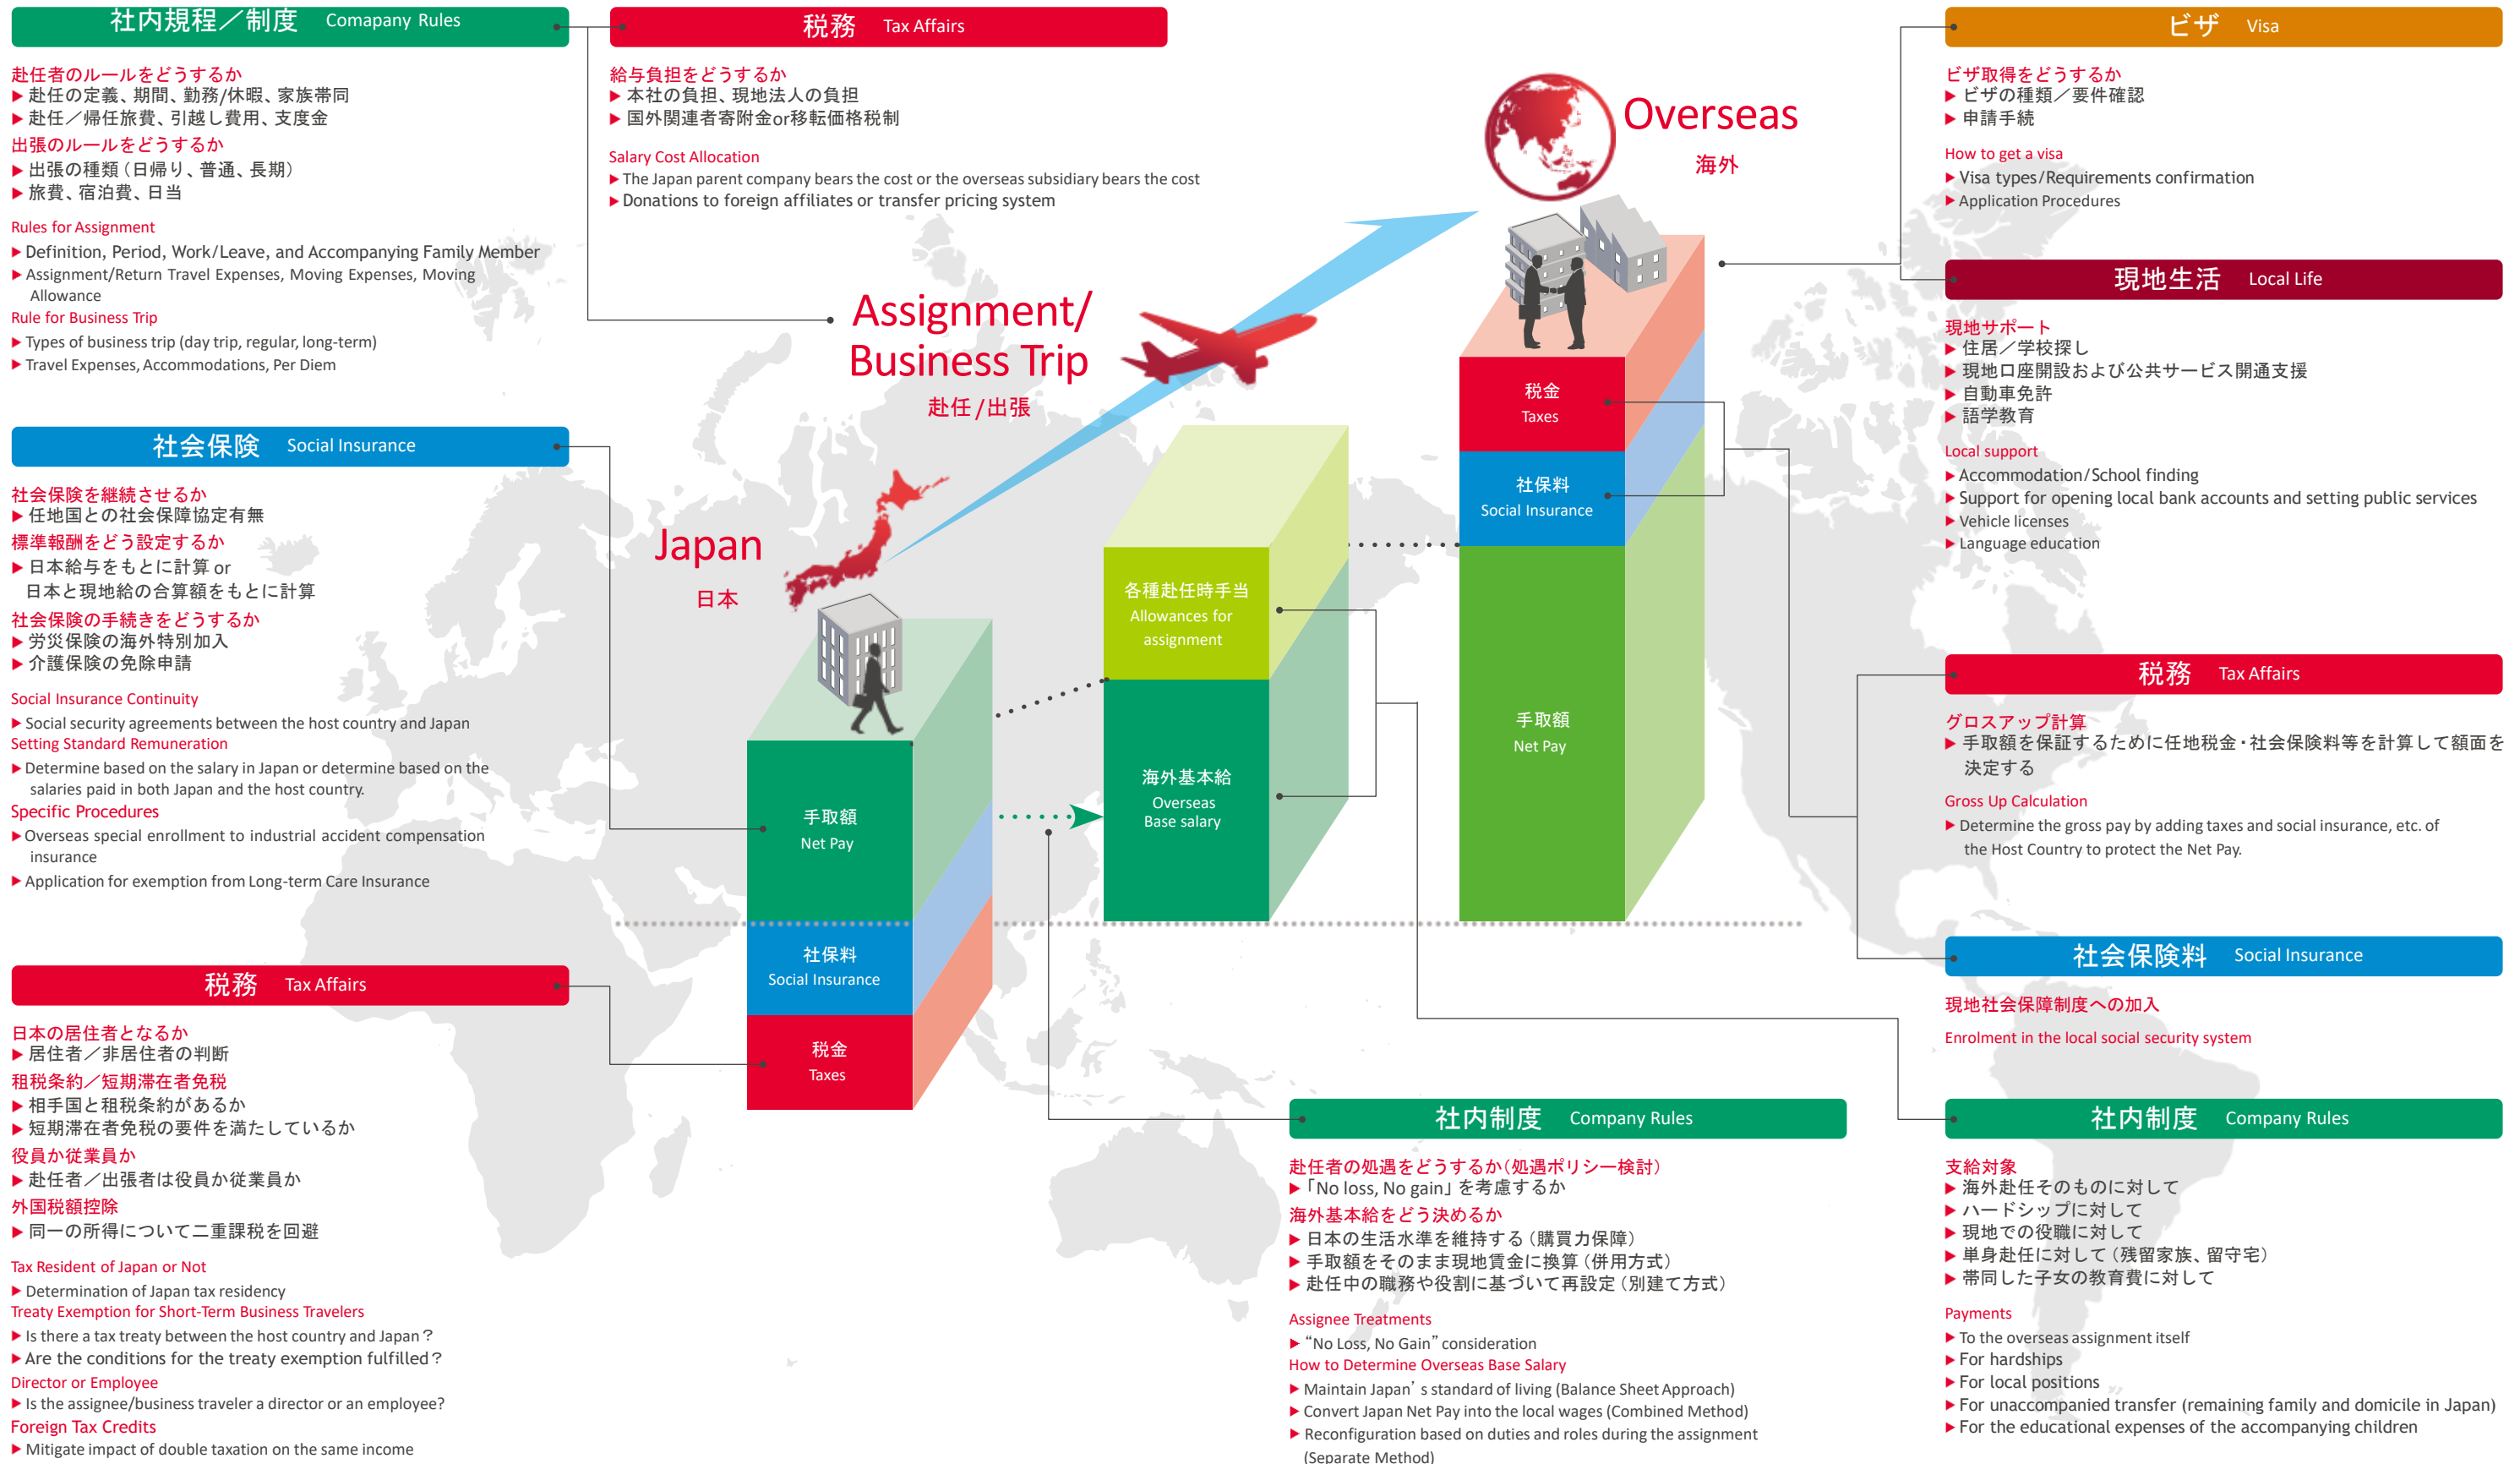 社内規程／制度 Comapany Rules
赴任者のルールをどうするか
▶ 赴任の定義、期間、勤務/休暇、家族帯同
▶ 赴任／帰任旅費、引越し費用、支度金
出張のルールをどうするか
▶ 出張の種類（日帰り、普通、長期）
▶ 旅費、宿泊費、日当
Rules for Assignment
▶ Definition, Period, Work/Leave, and Accompanying Family Member
▶ Assignment/Return Travel Expenses, Moving Expenses, Moving
Allowance
Rule for Business Trip
▶ Types of business trip (day trip, regular, long-term)
▶ Travel Expenses, Accommodations, Per Diem
税務 Tax Affairs
給与負担をどうするか
▶ 本社の負担、現地法人の負担
▶ 国外関連者寄附金or移転価格税制
Salary Cost Allocation
▶ The Japan parent company bears the cost or the overseas subsidiary bears the cost
▶ Donations to foreign affiliates or transfer pricing system
社会保険 Social Insurance
社会保険を継続させるか
▶ 任地国との社会保障協定有無
標準報酬をどう設定するか
▶ 日本給与をもとに計算 or
日本と現地給の合算額をもとに計算
社会保険の手続きをどうするか
▶ 労災保険の海外特別加入
▶ 介護保険の免除申請
Social Insurance Continuity
▶ Social security agreements between the host country and Japan
Setting Standard Remuneration
▶ Determine based on the salary in Japan or determine based on the
salaries paid in both Japan and the host country.
Specific Procedures
▶ Overseas special enrollment to industrial accident compensation
insurance
▶ Application for exemption from Long-term Care Insurance
税務 Tax Affairs
日本の居住者となるか
▶ 居住者／非居住者の判断
租税条約／短期滞在者免税
▶ 相手国と租税条約があるか
▶ 短期滞在者免税の要件を満たしているか
役員か従業員か
▶ 赴任者／出張者は役員か従業員か
外国税額控除
▶ 同一の所得について二重課税を回避
Tax Resident of Japan or Not
▶ Determination of Japan tax residency
Treaty Exemption for Short-Term Business Travelers
▶ Is there a tax treaty between the host country and Japan？
▶ Are the conditions for the treaty exemption fulfilled？
Director or Employee
▶ Is the assignee/business traveler a director or an employee?
Foreign Tax Credits
▶ Mitigate impact of double taxation on the same income
Assignment/
Business Trip
赴任/出張
Japan
日本
Overseas
海外
手取額
Net Pay
社保料
Social Insurance
税金
Taxes
各種赴任時手当
Allowances for
assignment
海外基本給
Overseas
Base salary
税金
Taxes
社保料
Social Insurance
手取額
Net Pay
社内制度 Company Rules
赴任者の処遇をどうするか（処遇ポリシー検討）
▶ 「No loss, No gain」を考慮するか
海外基本給をどう決めるか
▶ 日本の生活水準を維持する（購買力保障）
▶ 手取額をそのまま現地賃金に換算（併用方式）
▶ 赴任中の職務や役割に基づいて再設定（別建て方式）
Assignee Treatments
▶ “No Loss, No Gain” consideration
How to Determine Overseas Base Salary
▶ Maintain Japan’s standard of living (Balance Sheet Approach)
▶ Convert Japan Net Pay into the local wages (Combined Method)
▶ Reconfiguration based on duties and roles during the assignment
(Separate Method)
ビザ Visa
ビザ取得をどうするか
▶ ビザの種類／要件確認
▶ 申請手続
How to get a visa
▶ Visa types/Requirements confirmation
▶ Application Procedures
現地生活 Local Life
現地サポート
▶ 住居／学校探し
▶ 現地口座開設および公共サービス開通支援
▶ 自動車免許
▶ 語学教育
Local support
▶ Accommodation/School finding
▶ Support for opening local bank accounts and setting public services
▶ Vehicle licenses
▶ Language education
税務 Tax Affairs
グロスアップ計算
▶ 手取額を保証するために任地税金・社会保険料等を計算して額面を
決定する
Gross Up Calculation
▶ Determine the gross pay by adding taxes and social insurance, etc. of
the Host Country to protect the Net Pay.
社会保険料 Social Insurance
現地社会保障制度への加入
Enrolment in the local social security system
社内制度 Company Rules
支給対象
▶ 海外赴任そのものに対して
▶ ハードシップに対して
▶ 現地での役職に対して
▶ 単身赴任に対して（残留家族、留守宅）
▶ 帯同した子女の教育費に対して
Payments
▶ To the overseas assignment itself
▶ For hardships
▶ For local positions
▶ For unaccompanied transfer (remaining family and domicile in Japan)
▶ For the educational expenses of the accompanying children